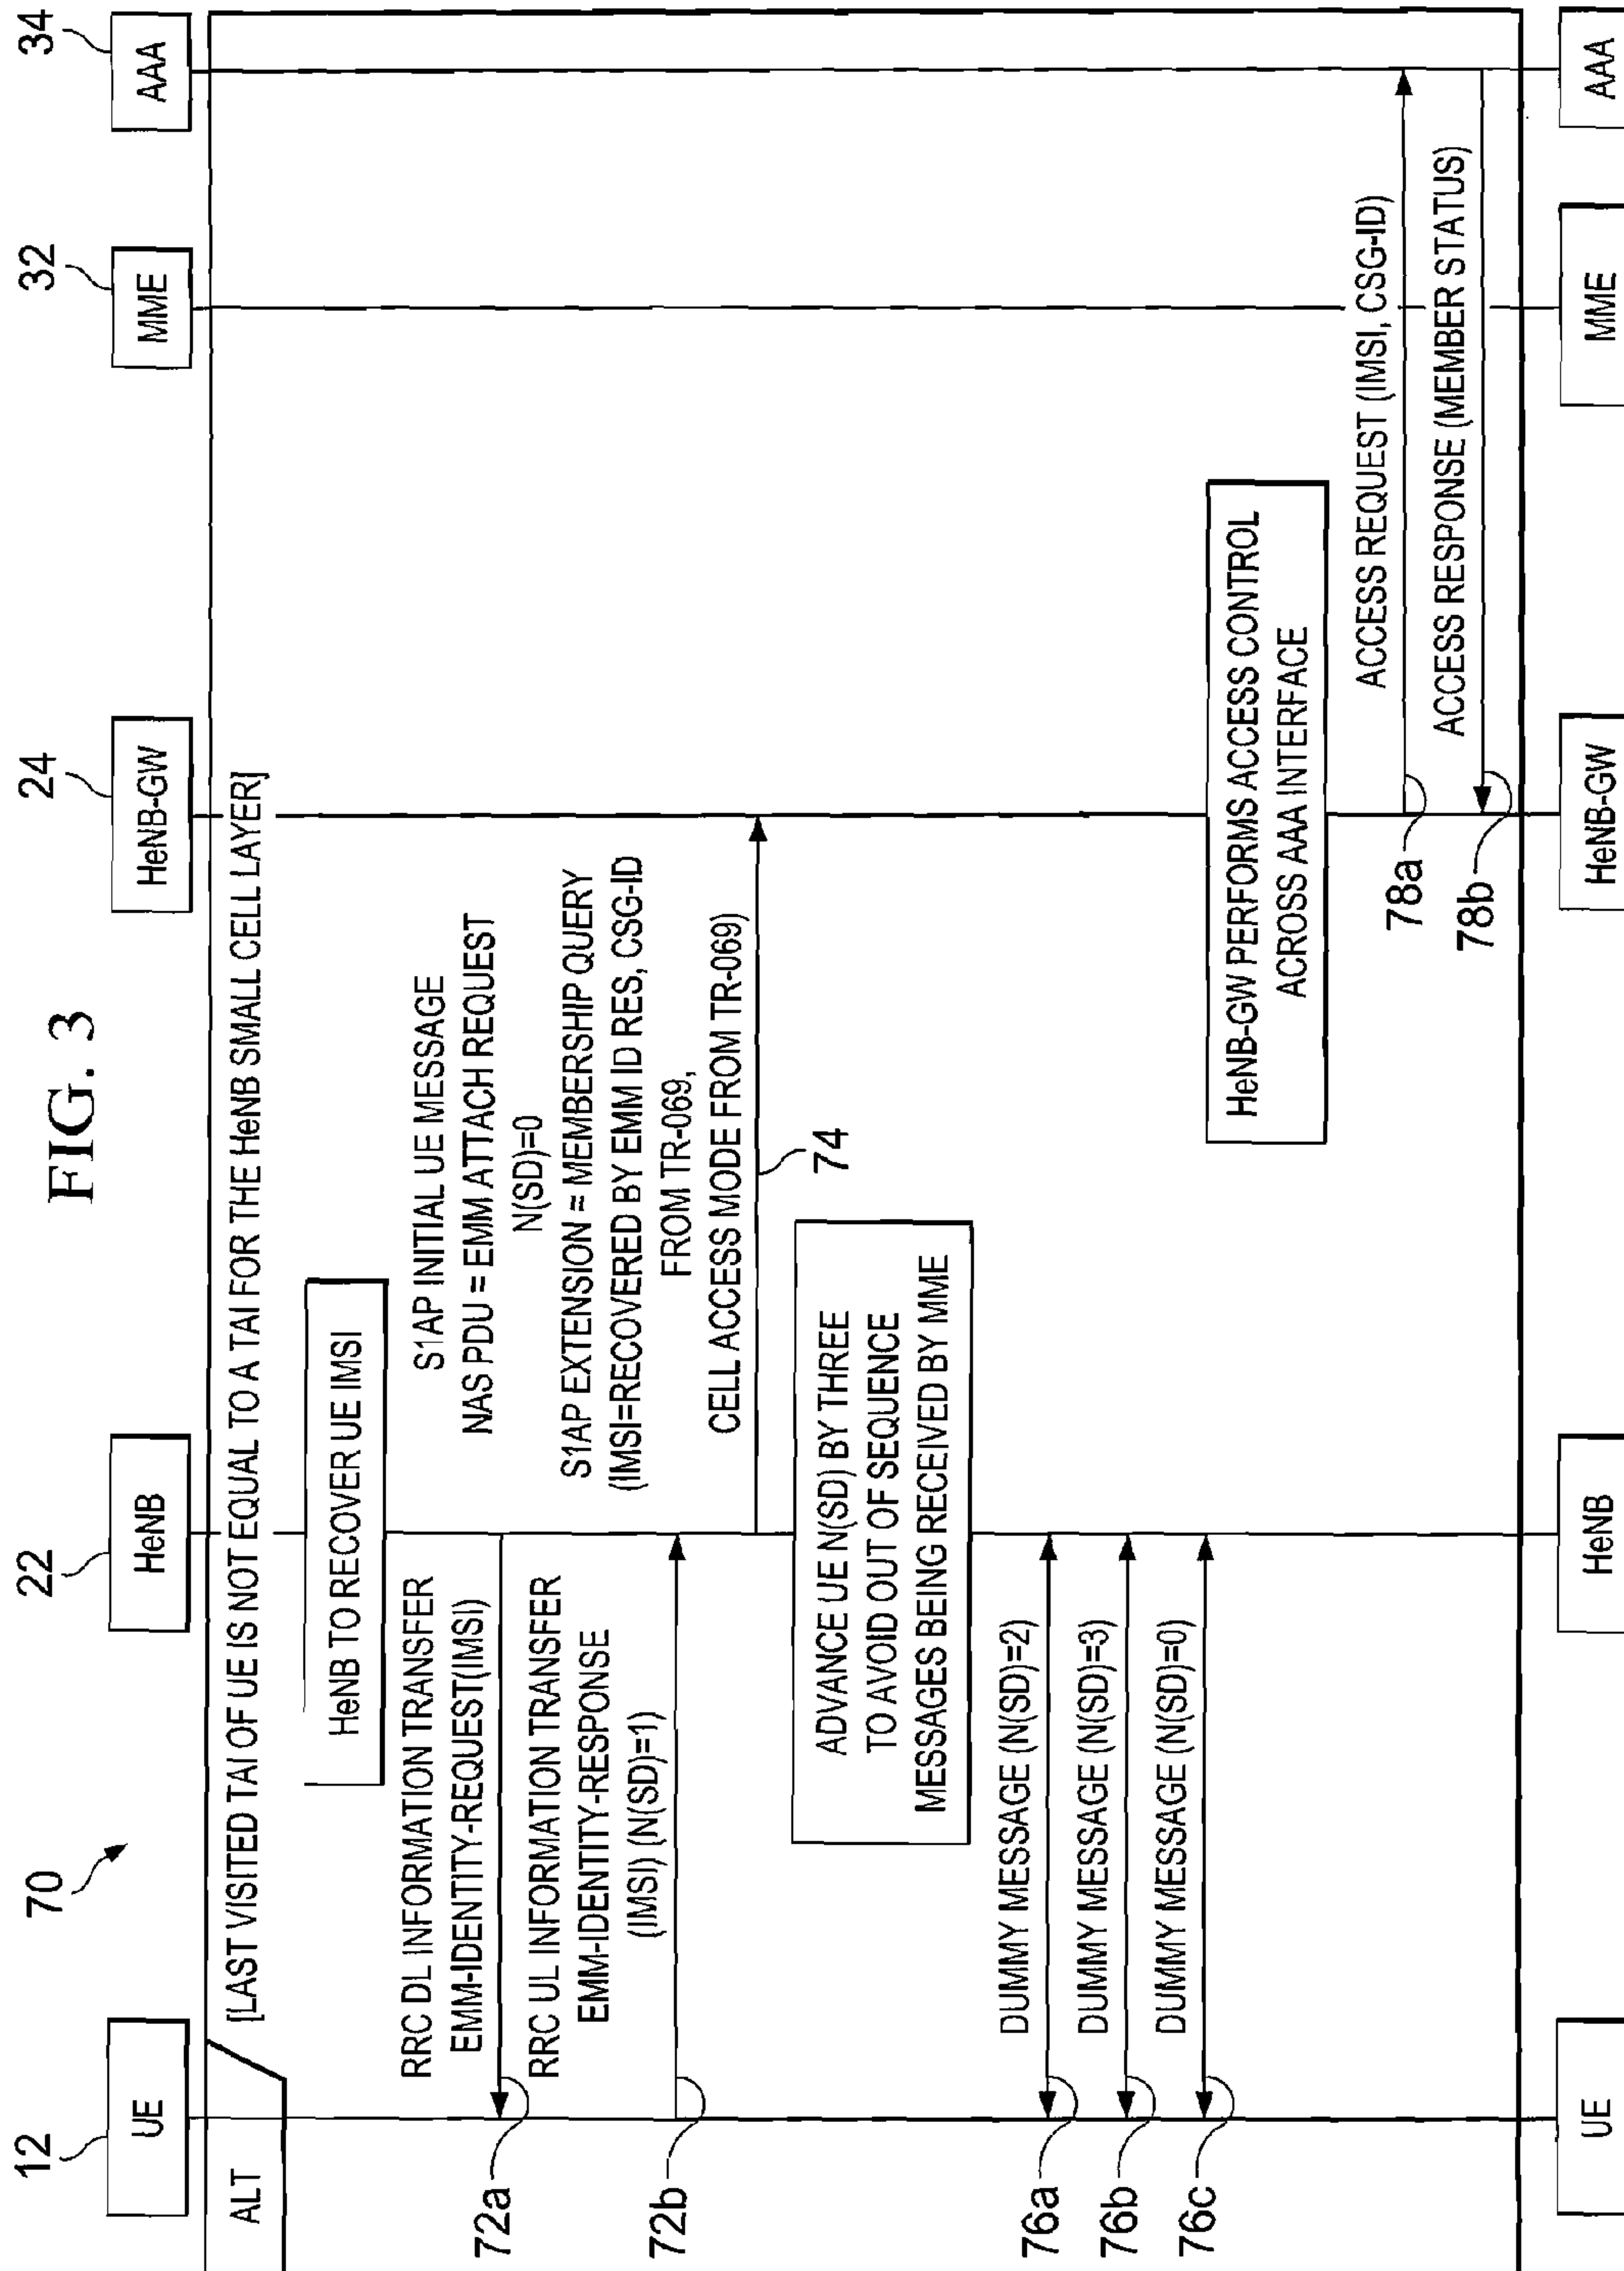 FIG. 3
70
12
UE
22
HeNB
24
HeNB-GW
32
MME
34
AAA
ALT
[LAST VISITED TAI OF UE IS NOT EQUAL TO A TAI FOR THE HeNB SMALL CELL LAYER]
HeNB TO RECOVER UE IMSI
RRC DL INFORMATION TRANSFER
EMM-IDENTITY-REQUEST(IMSI)
72a
RRC UL INFORMATION TRANSFER
EMM-IDENTITY-RESPONSE
(IMSI) (N(SD)=1)
72b
S1AP INITIAL UE MESSAGE
NAS PDU = EMM ATTACH REQUEST
N(SD)=0
S1AP EXTENSION = MEMBERSHIP QUERY
(IMSI=RECOVERED BY EMM ID RES, CSG-ID
FROM TR-069,
CELL ACCESS MODE FROM TR-069)
74
ADVANCE UE N(SD) BY THREE
TO AVOID OUT OF SEQUENCE
MESSAGES BEING RECEIVED BY MME
DUMMY MESSAGE (N(SD)=2)
76a
DUMMY MESSAGE (N(SD)=3)
76b
DUMMY MESSAGE (N(SD)=0)
76c
HeNB-GW PERFORMS ACCESS CONTROL
ACROSS AAA INTERFACE
ACCESS REQUEST (IMSI, CSG-ID)
78a
ACCESS RESPONSE (MEMBER STATUS)
78b
UE
HeNB
HeNB-GW
MME
AAA